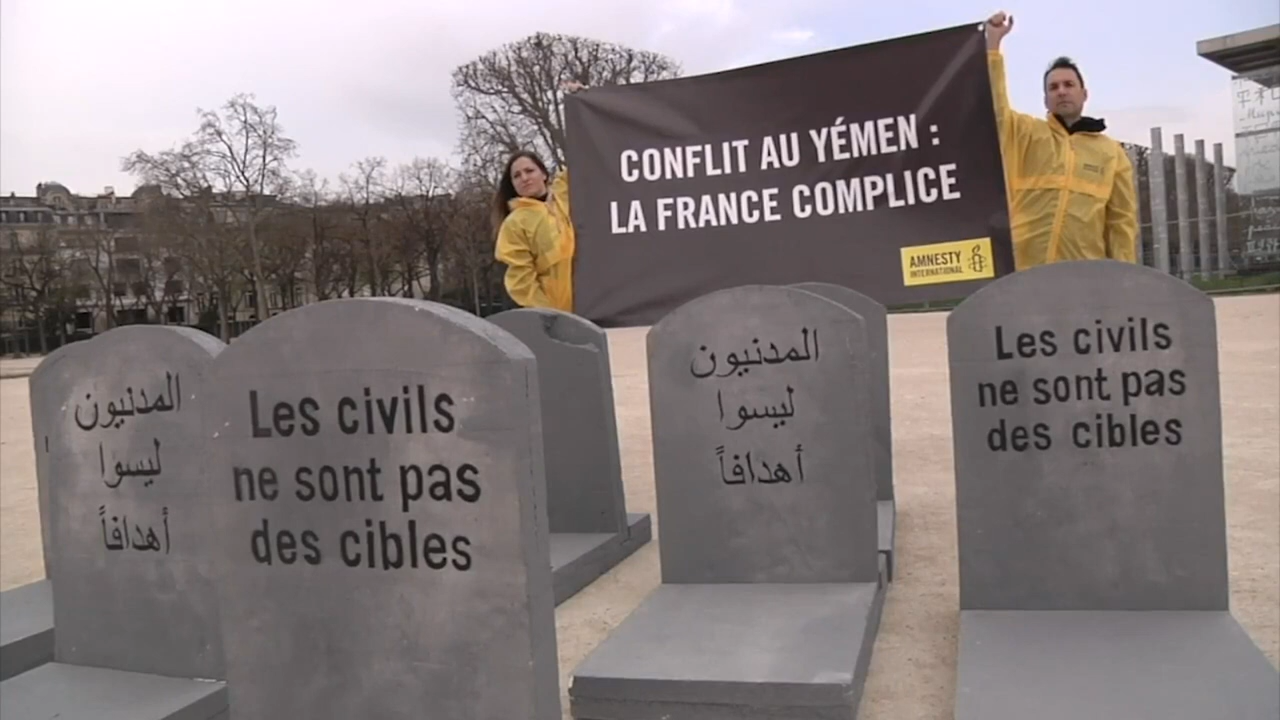 CONFLIT AU YÉMEN :
LA FRANCE COMPLICE
AMNESTY
INTERNATIONAL
المدنيون
ليسوا
أهدافاً
Les civils
ne sont pas
des cibles
المدنيون
ليسوا
أهدافاً
Les civils
ne sont pas
des cibles